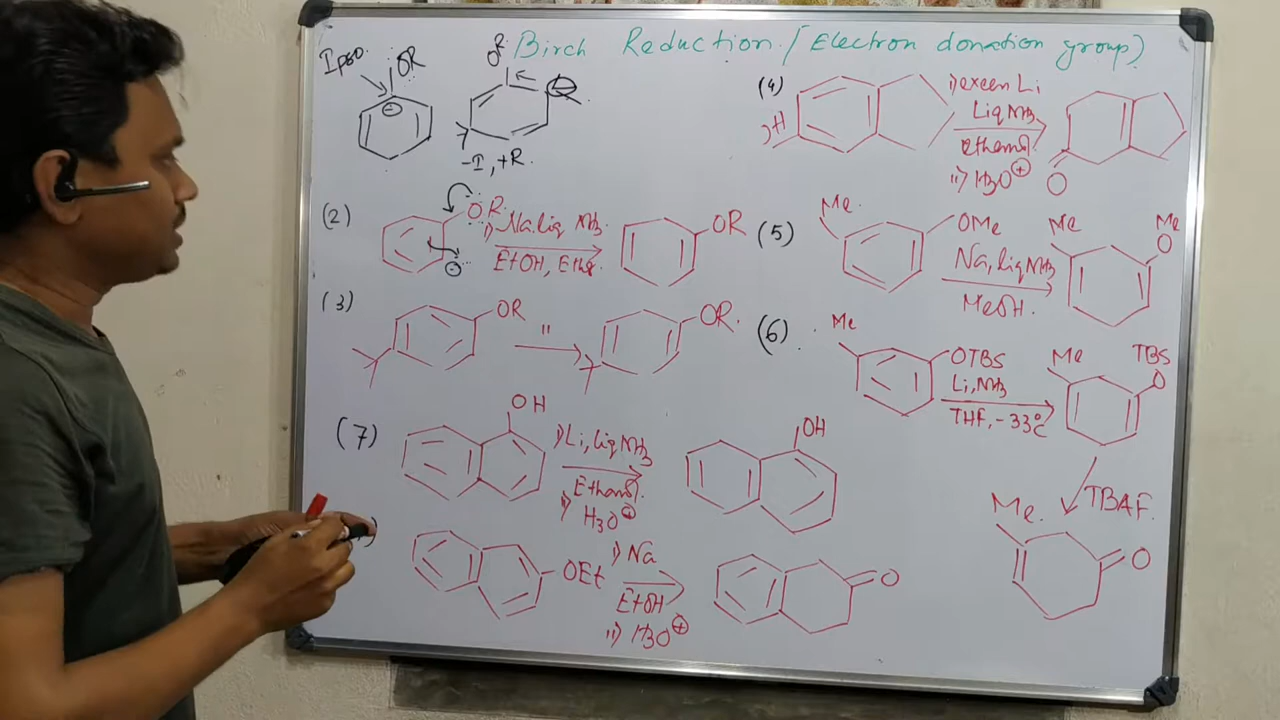 Birch Reduction / (Electron donation group)
Ipso.
OR
⊖
-I, +R.
(2)
OR
i) Na. liq NH3.
EtOH, Ether
OR
⊖
(3)
OR
"
OR.
(4)
H
i) excen Li
Liq NH3
ethanol
ii) H3O⊕
O
(5)
Me.
OMe
Na, liq NH3
MeOH.
Me
Me
O
(6)
Me
OTBS
Li, NH3
THF, -33°C
Me
TBS
O
TBAF.
Me.
O
(7)
OH
i) Li, liq NH3
Ethanol.
ii) H3O⊕
OH
)
OEt
i) Na
EtOH
ii) H3O⊕
O